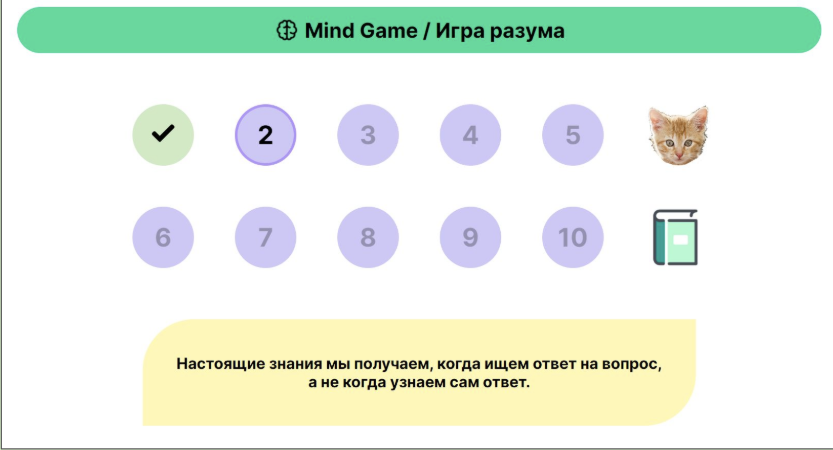 Mind Game / Игра разума
2 3 4 5
6 7 8 9 10
Настоящие знания мы получаем, когда ищем ответ на вопрос,
а не когда узнаем сам ответ.